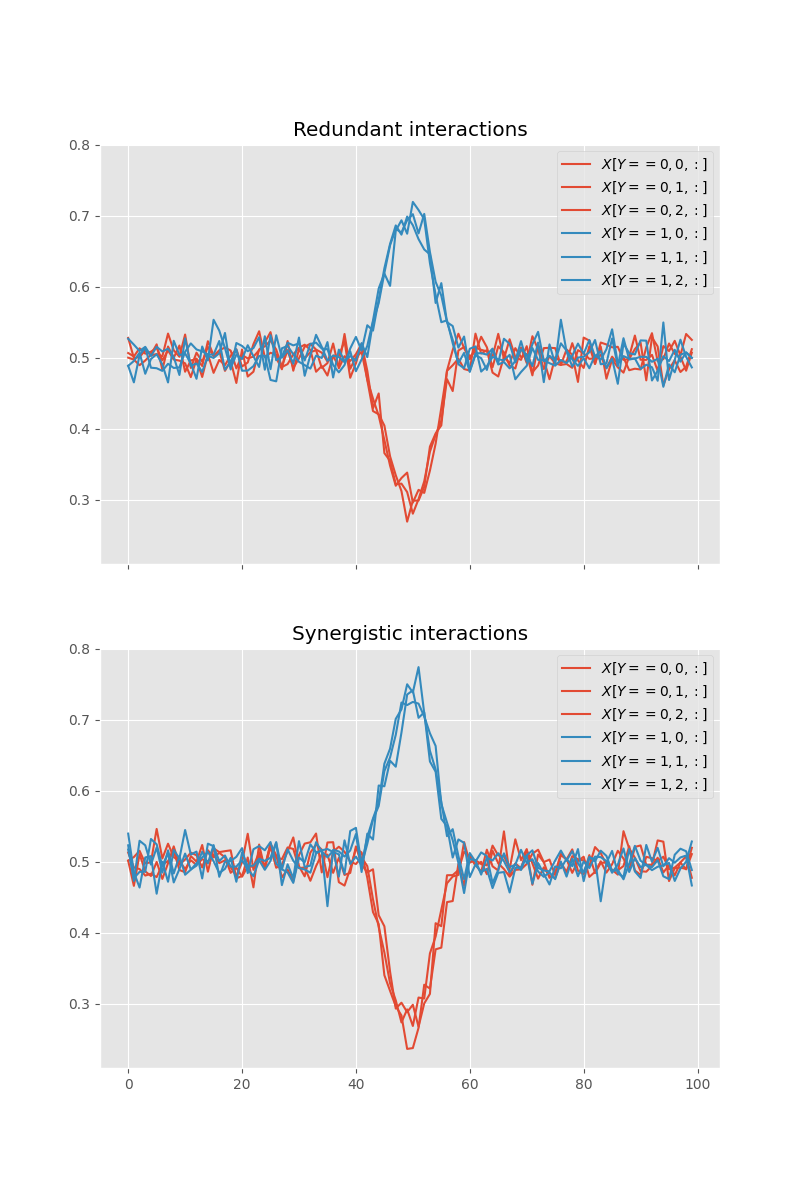 Redundant interactions
0.8
0.7
0.6
0.5
0.4
0.3
X[Y==0,0,:]
X[Y==0,1,:]
X[Y==0,2,:]
X[Y==1,0,:]
X[Y==1,1,:]
X[Y==1,2,:]
Synergistic interactions
0.8
0.7
0.6
0.5
0.4
0.3
X[Y==0,0,:]
X[Y==0,1,:]
X[Y==0,2,:]
X[Y==1,0,:]
X[Y==1,1,:]
X[Y==1,2,:]
0 20 40 60 80 100